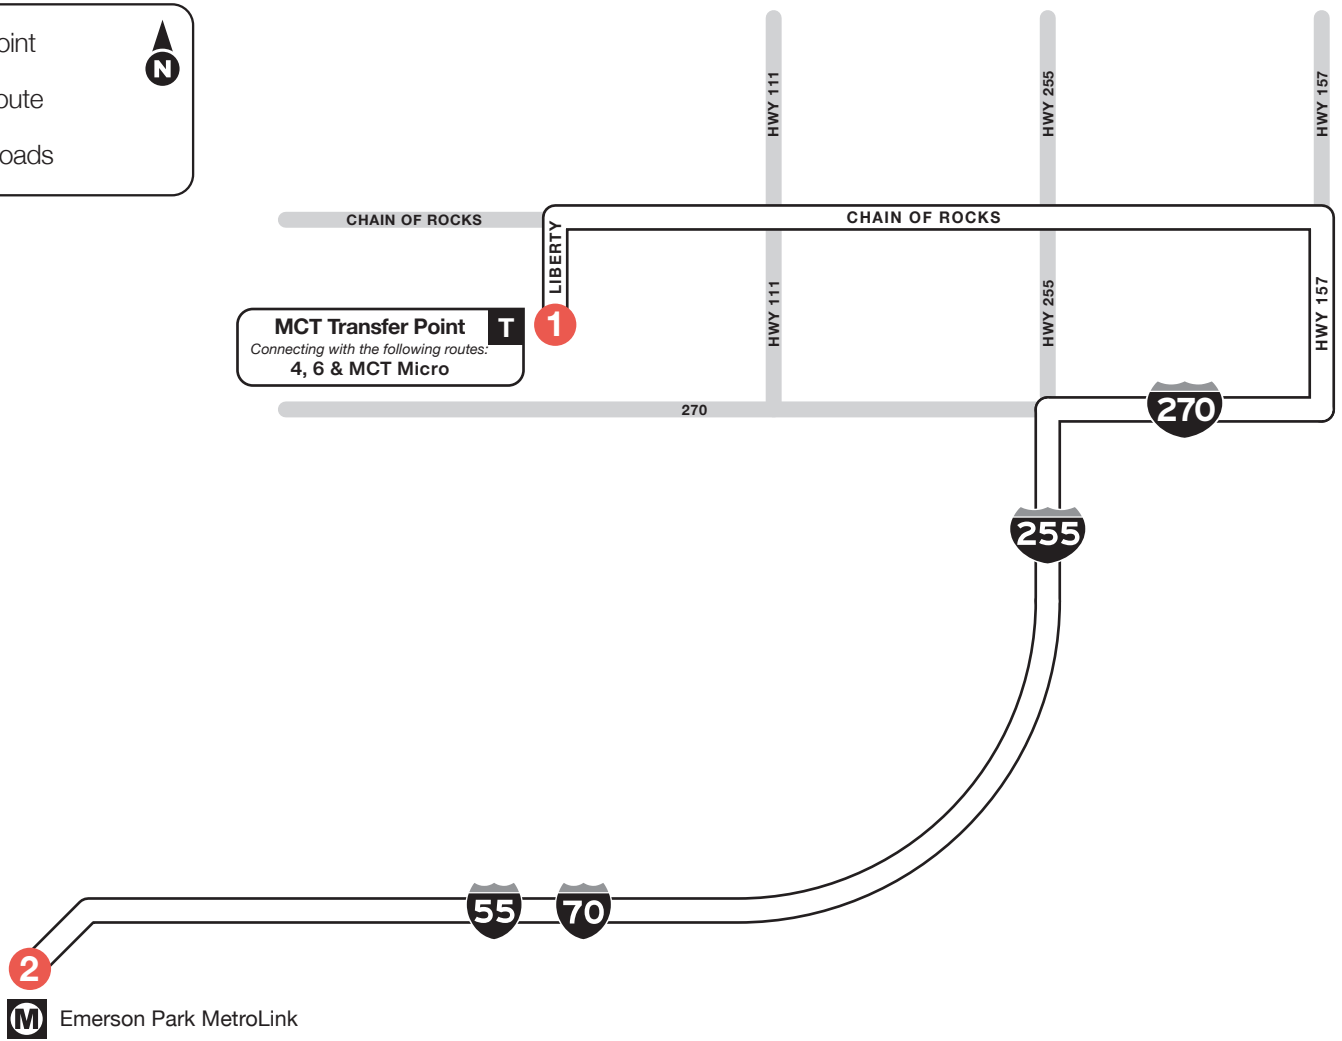 oint
oute
oads
N
HWY 111
HWY 255
HWY 157
CHAIN OF ROCKS
CHAIN OF ROCKS
LIBERTY
HWY 111
HWY 255
HWY 157
MCT Transfer Point T
Connecting with the following routes:
4, 6 & MCT Micro
1
270
270
255
55
70
2
M Emerson Park MetroLink